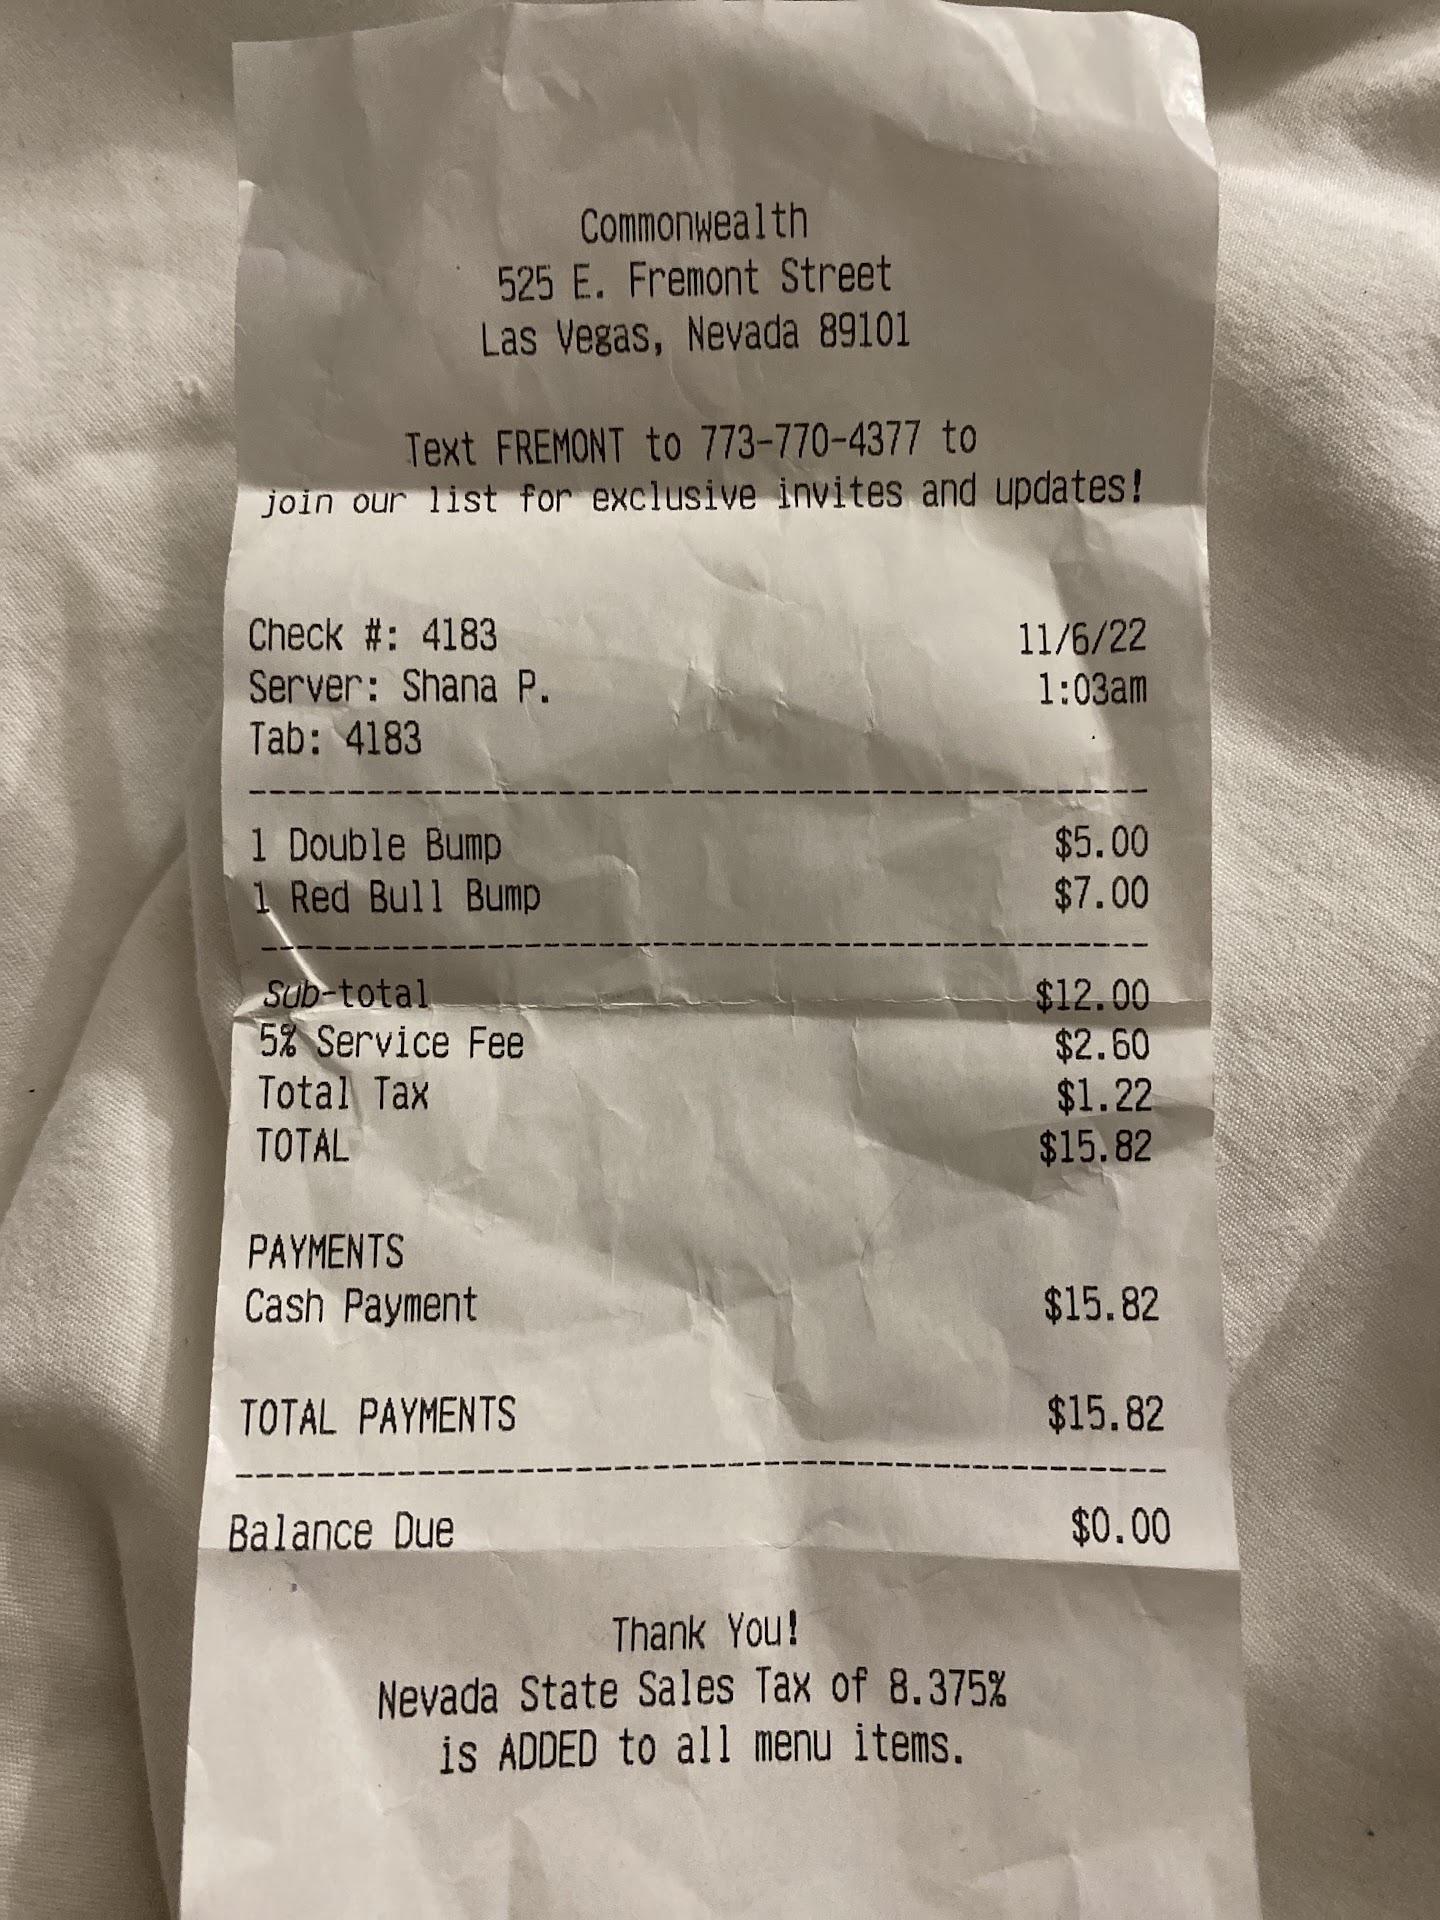 Commonwealth
525 E. Fremont Street
Las Vegas, Nevada 89101
Text FREMONT to 773-770-4377 to
join our list for exclusive invites and updates!
Check #: 4183 11/6/22
Server: Shana P. 1:03am
Tab: 4183
1 Double Bump $5.00
1 Red Bull Bump $7.00
Sub-total $12.00
5% Service Fee $2.60
Total Tax $1.22
TOTAL $15.82
PAYMENTS
Cash Payment $15.82
TOTAL PAYMENTS $15.82
Balance Due $0.00
Thank You!
Nevada State Sales Tax of 8.375%
is ADDED to all menu items.